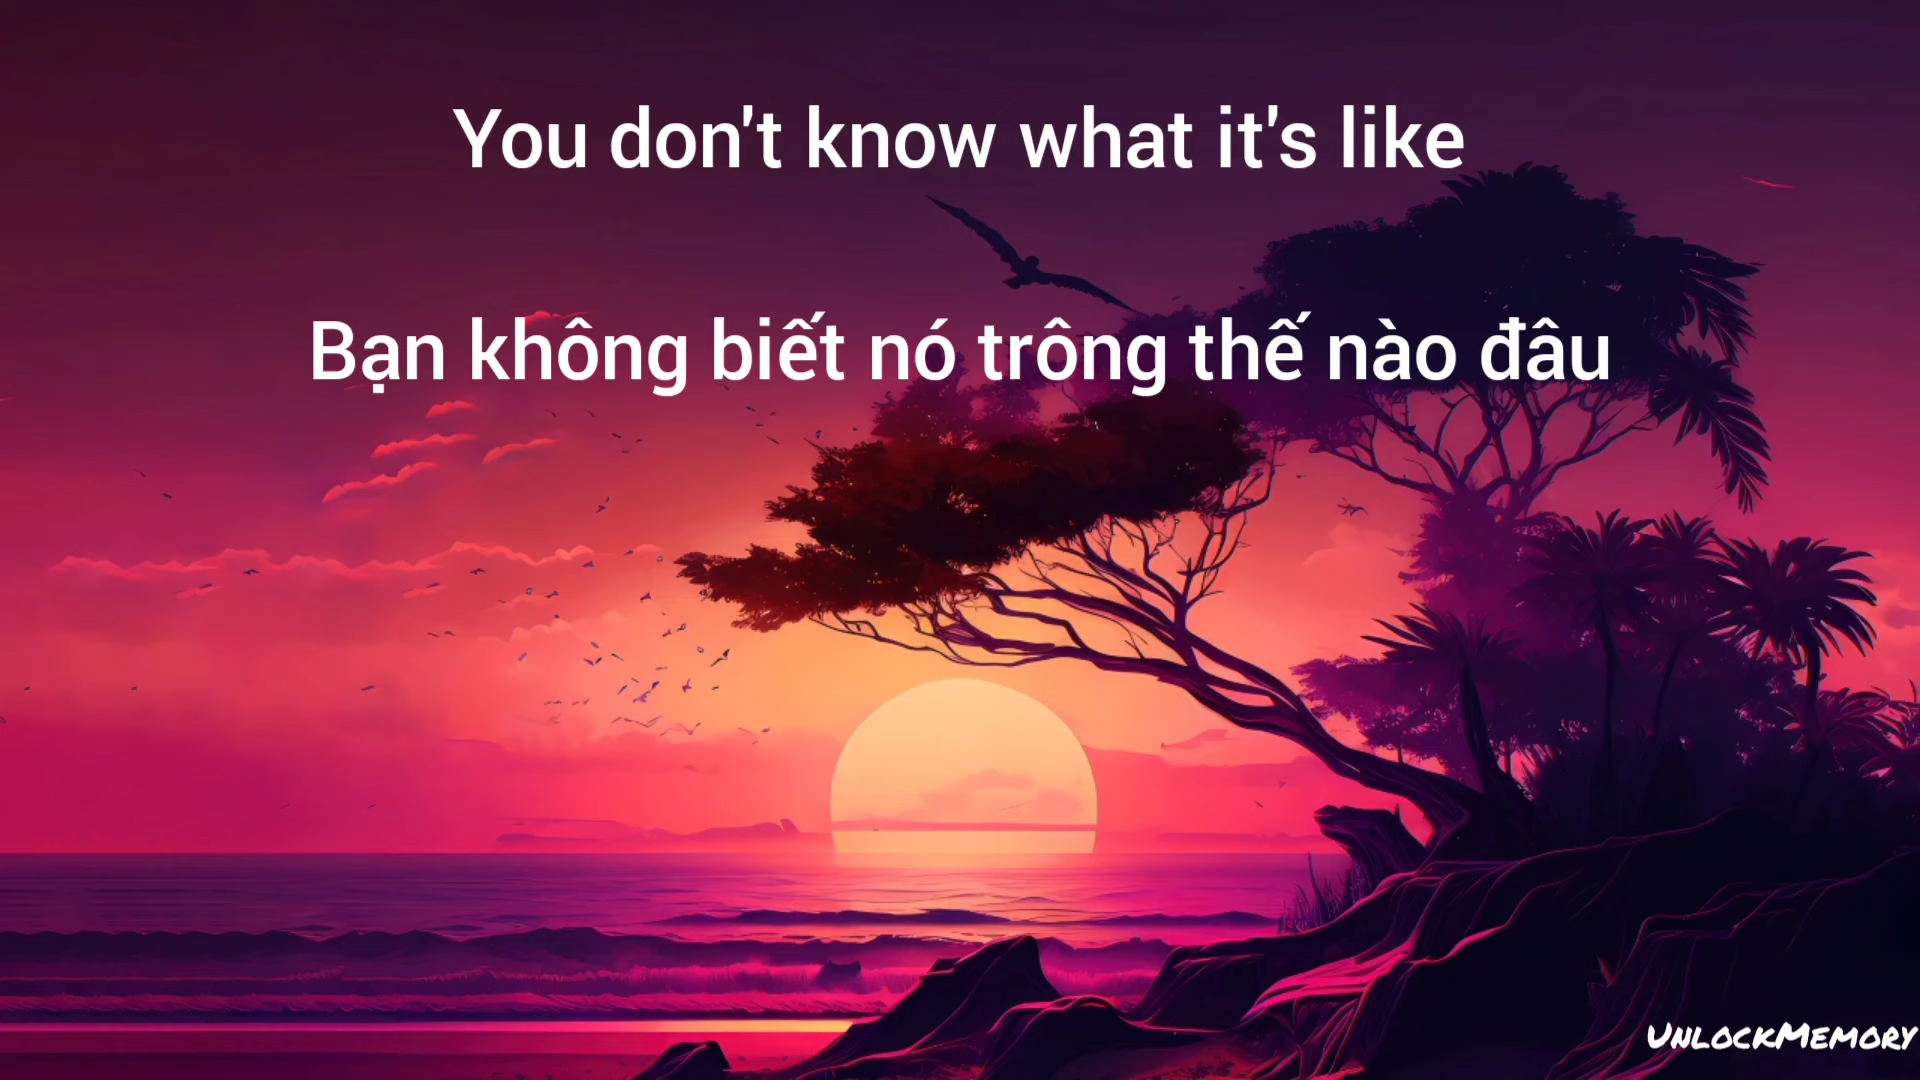 You don't know what it's like
Bạn không biết nó trông thế nào đâu
UnlockMemory